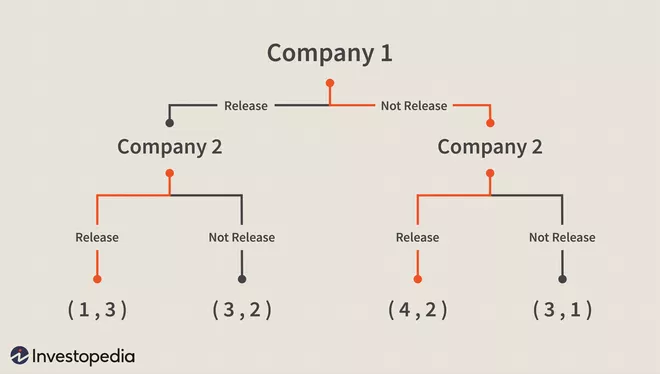 Company 1
Release Not Release
Company 2 Company 2
Release Not Release Release Not Release
(1,3) (3,2) (4,2) (3,1)
Investopedia